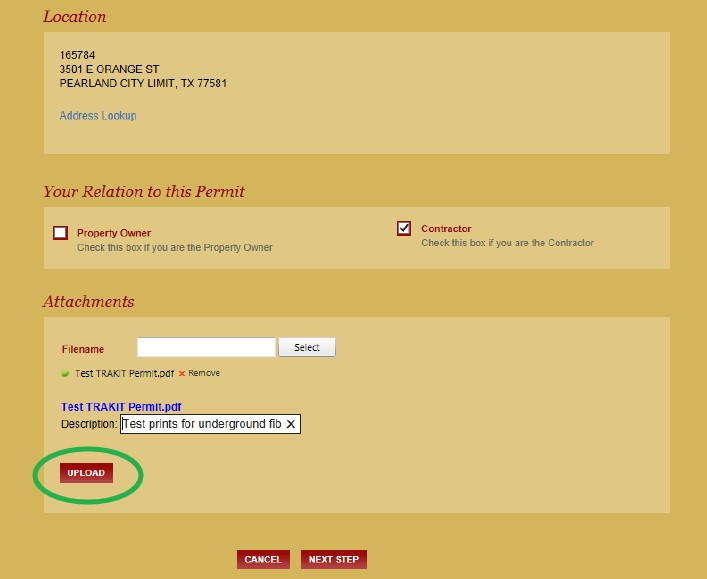 Location
165784
3501 E ORANGE ST
PEARLAND CITY LIMIT, TX 77581
Address Lookup
Your Relation to this Permit
Property Owner
Check this box if you are the Property Owner
Contractor
Check this box if you are the Contractor
Attachments
Filename Select
Test TRAKIT Permit.pdf × Remove
Test TRAKIT Permit.pdf
Description: Test prints for underground fib X
UPLOAD
CANCEL NEXT STEP